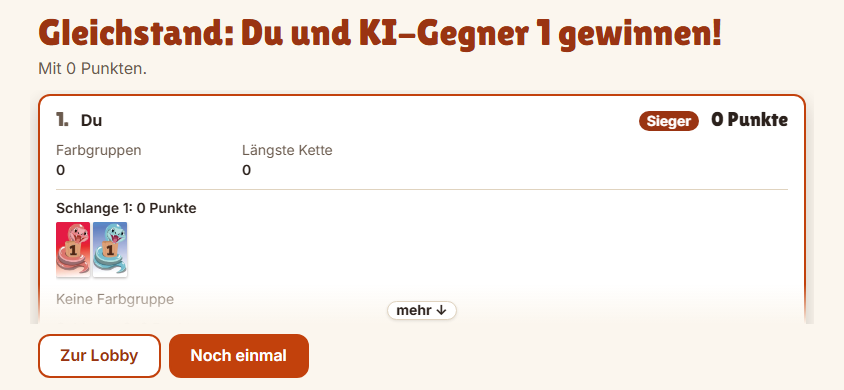 Gleichstand: Du und KI-Gegner 1 gewinnen!
Mit 0 Punkten.
1. Du Sieger 0 Punkte
Farbgruppen Längste Kette
0 0
Schlange 1: 0 Punkte
1 1
Keine Farbgruppe
mehr ↓
Zur Lobby Noch einmal